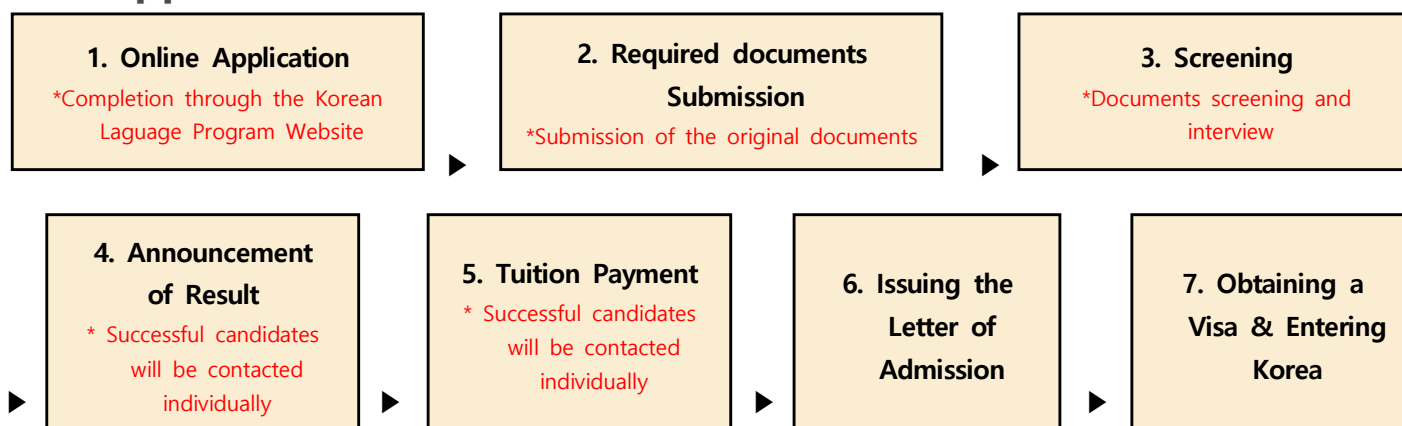 1. Online Application
*Completion through the Korean
Laguage Program Website
2. Required documents
Submission
*Submission of the original documents
3. Screening
*Documents screening and
interview
4. Announcement
of Result
* Successful candidates
will be contacted
individually
5. Tuition Payment
* Successful candidates
will be contacted
individually
6. Issuing the
Letter of
Admission
7. Obtaining a
Visa & Entering
Korea